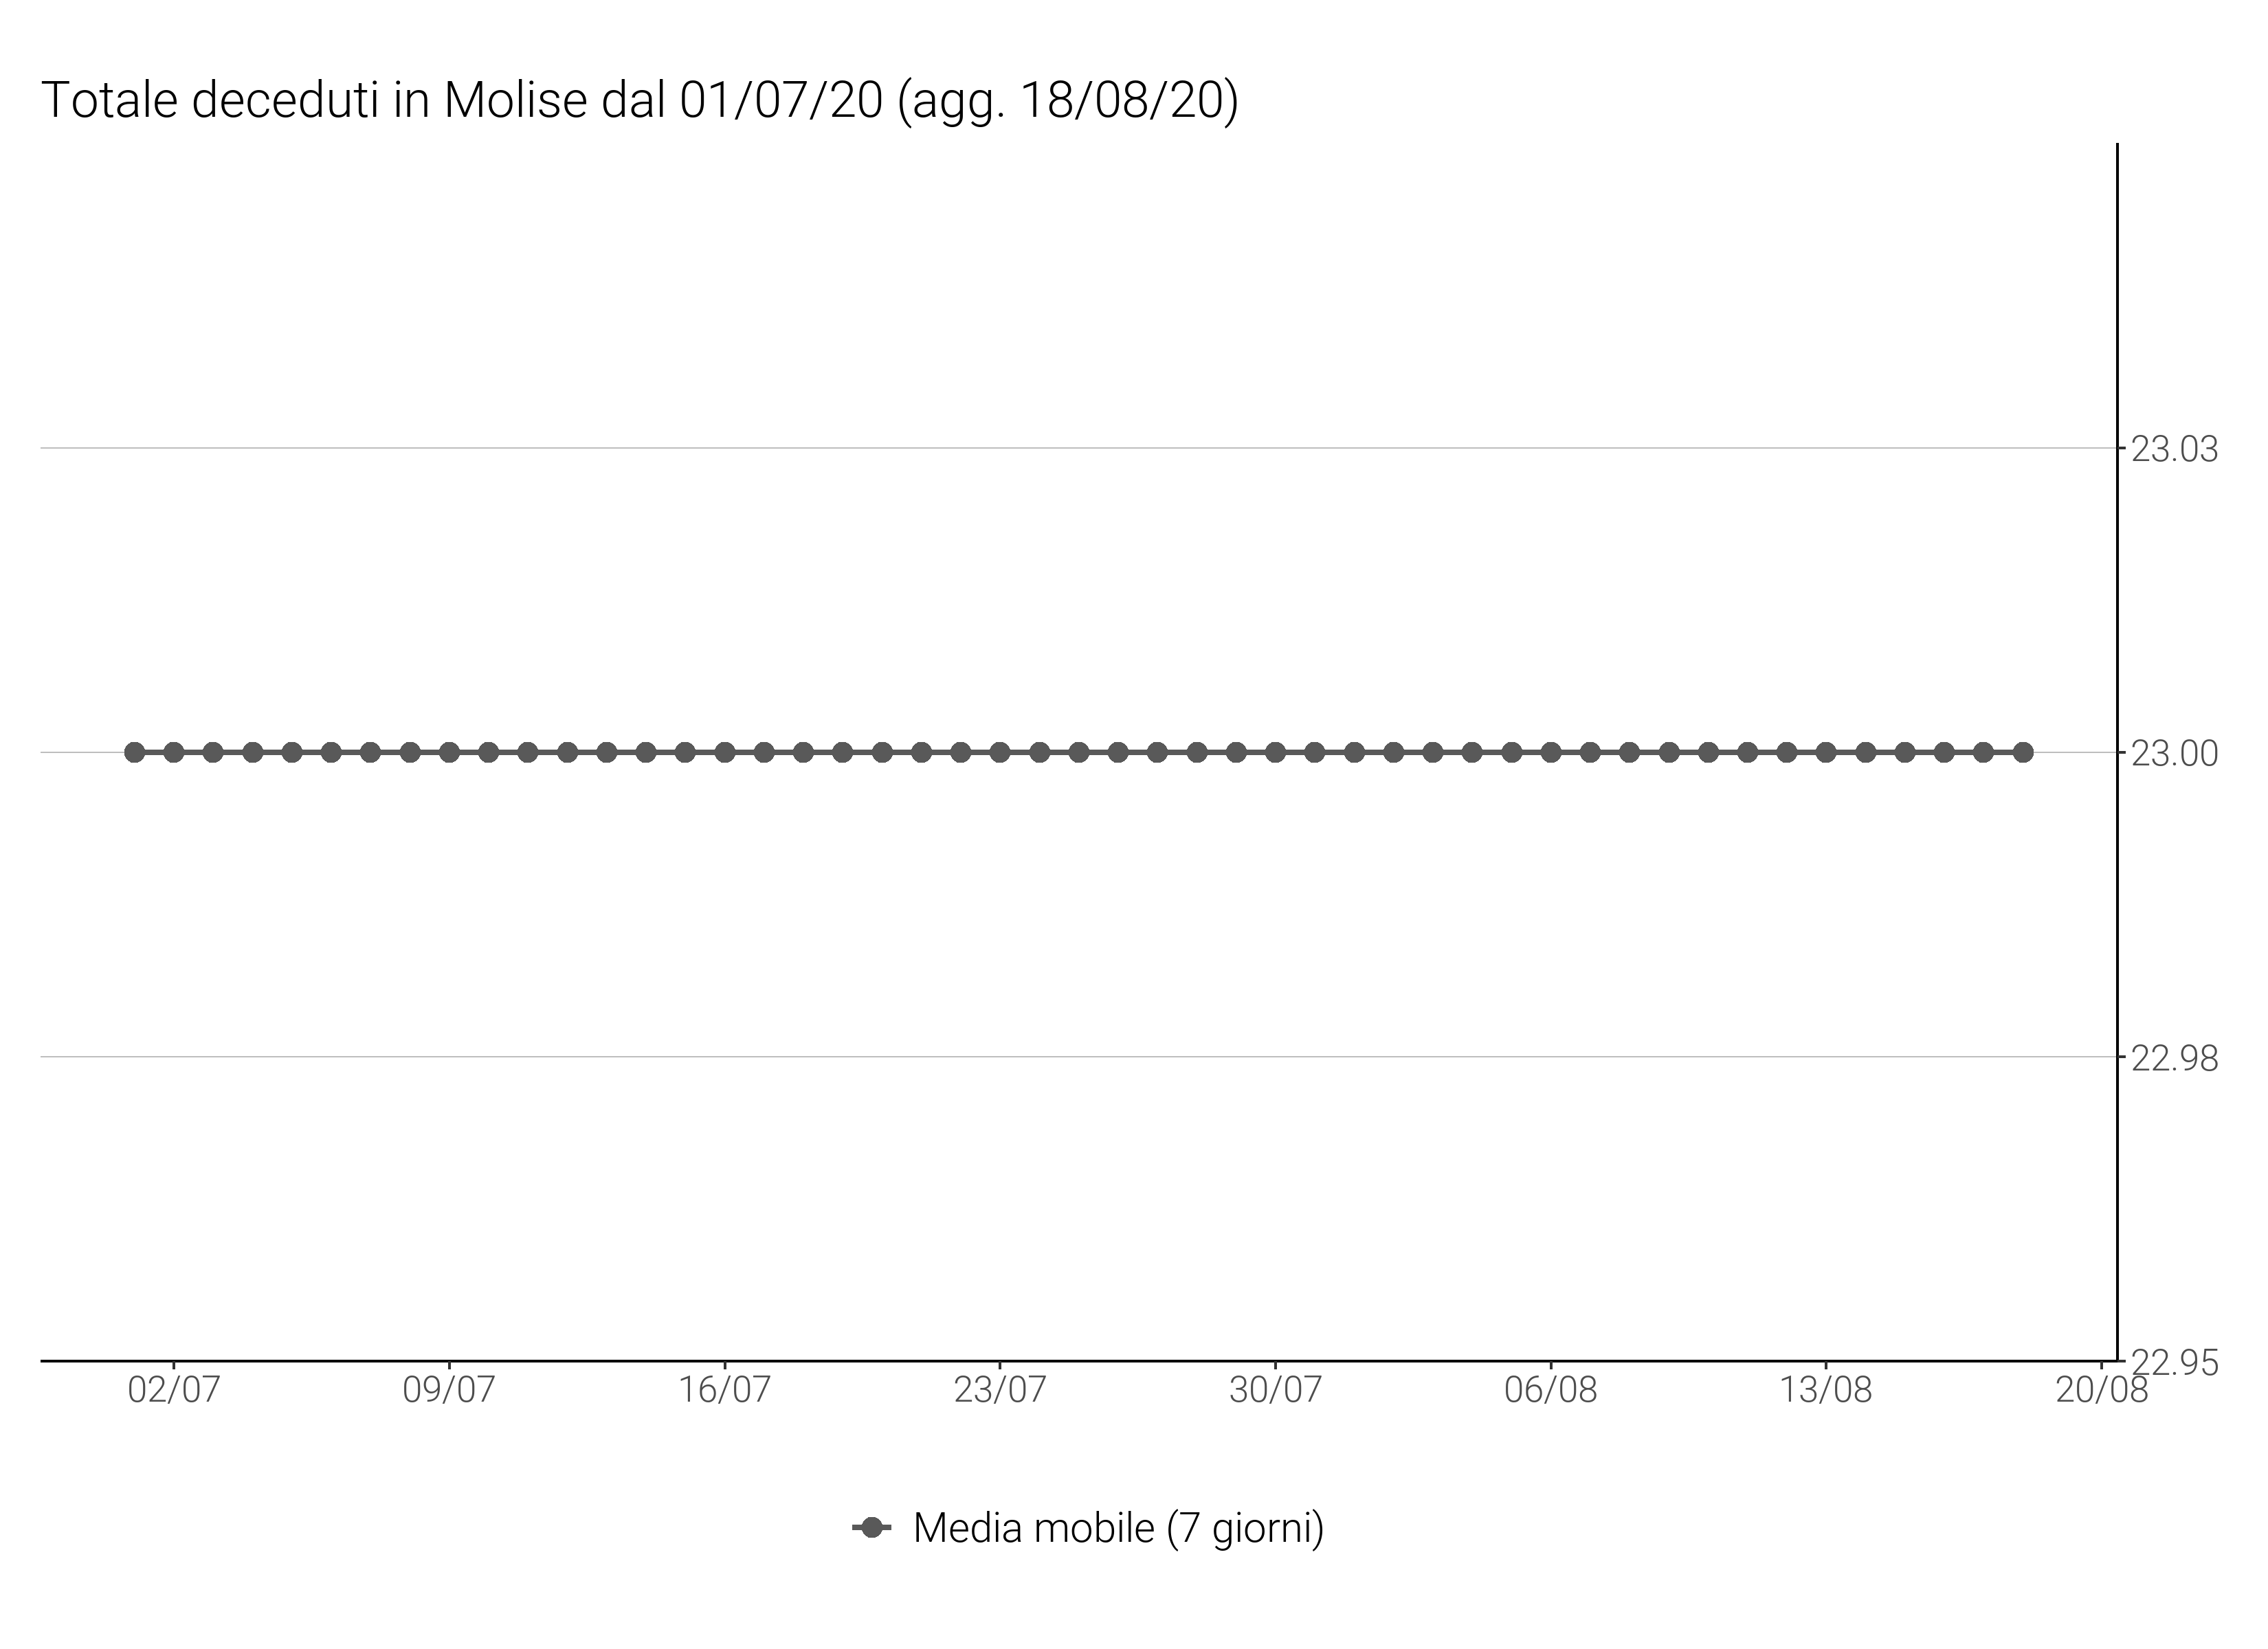 Totale deceduti in Molise dal 01/07/20 (agg. 18/08/20)
23.03
23.00
22.98
22.95
02/07 09/07 16/07 23/07 30/07 06/08 13/08 20/08
Media mobile (7 giorni)